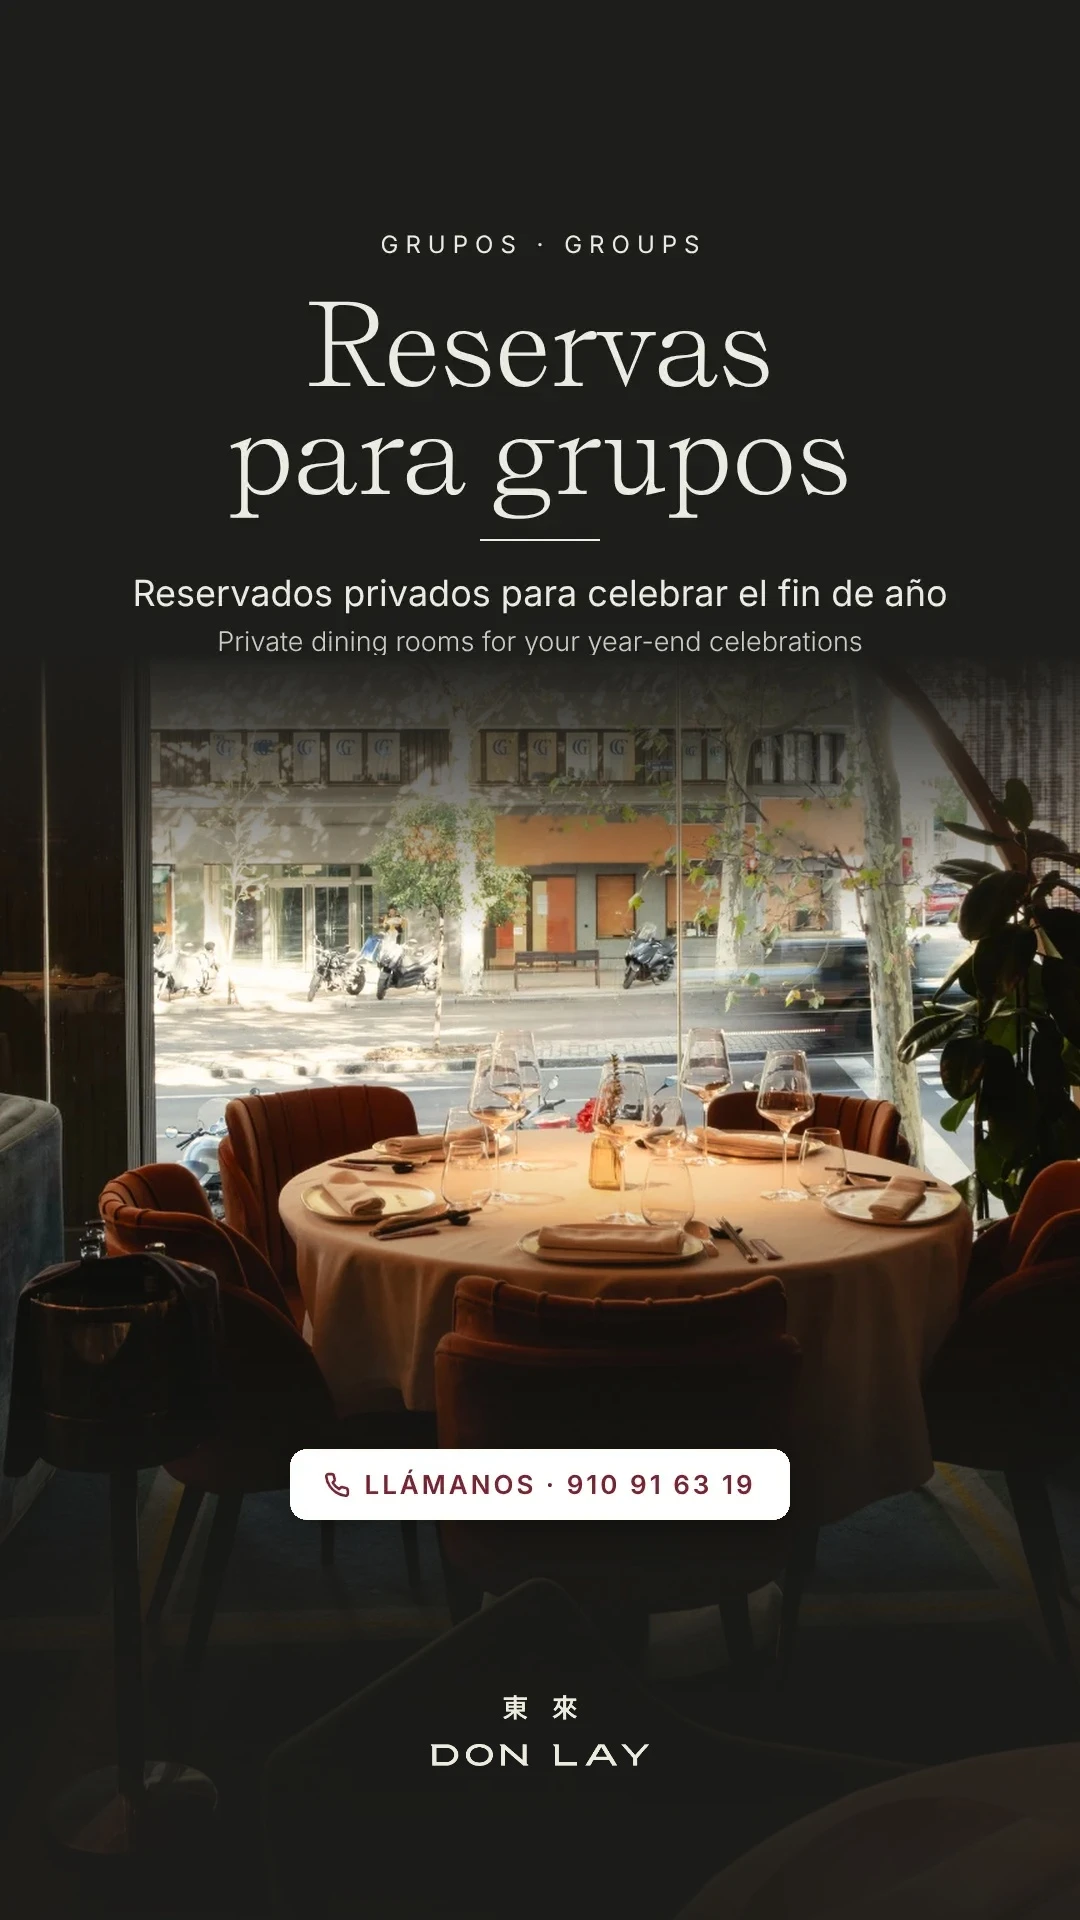 GRUPOS · GROUPS
Reservas
para grupos
Reservados privados para celebrar el fin de año
Private dining rooms for your year-end celebrations
LLÁMANOS · 910 91 63 19
東 來
DON LAY